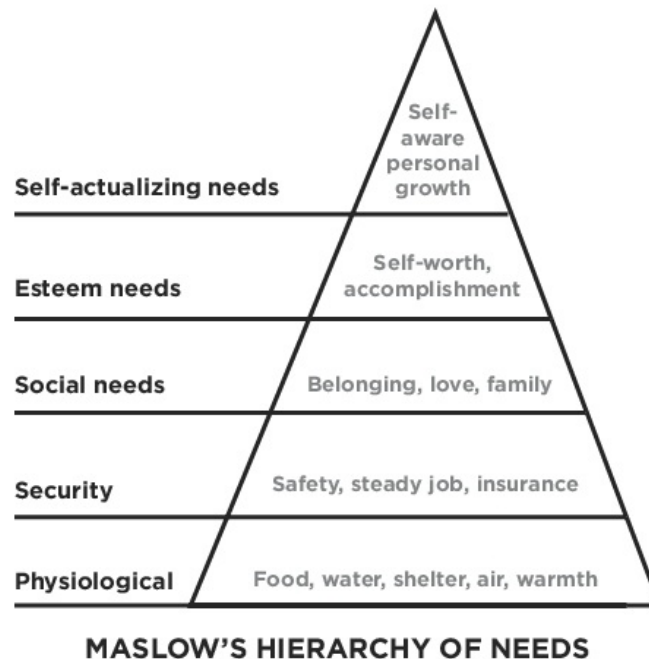 Self-
aware
personal
growth
Self-actualizing needs
Self-worth,
accomplishment
Esteem needs
Social needs
Belonging, love, family
Security
Safety, steady job, insurance
Physiological
Food, water, shelter, air, warmth
MASLOW'S HIERARCHY OF NEEDS